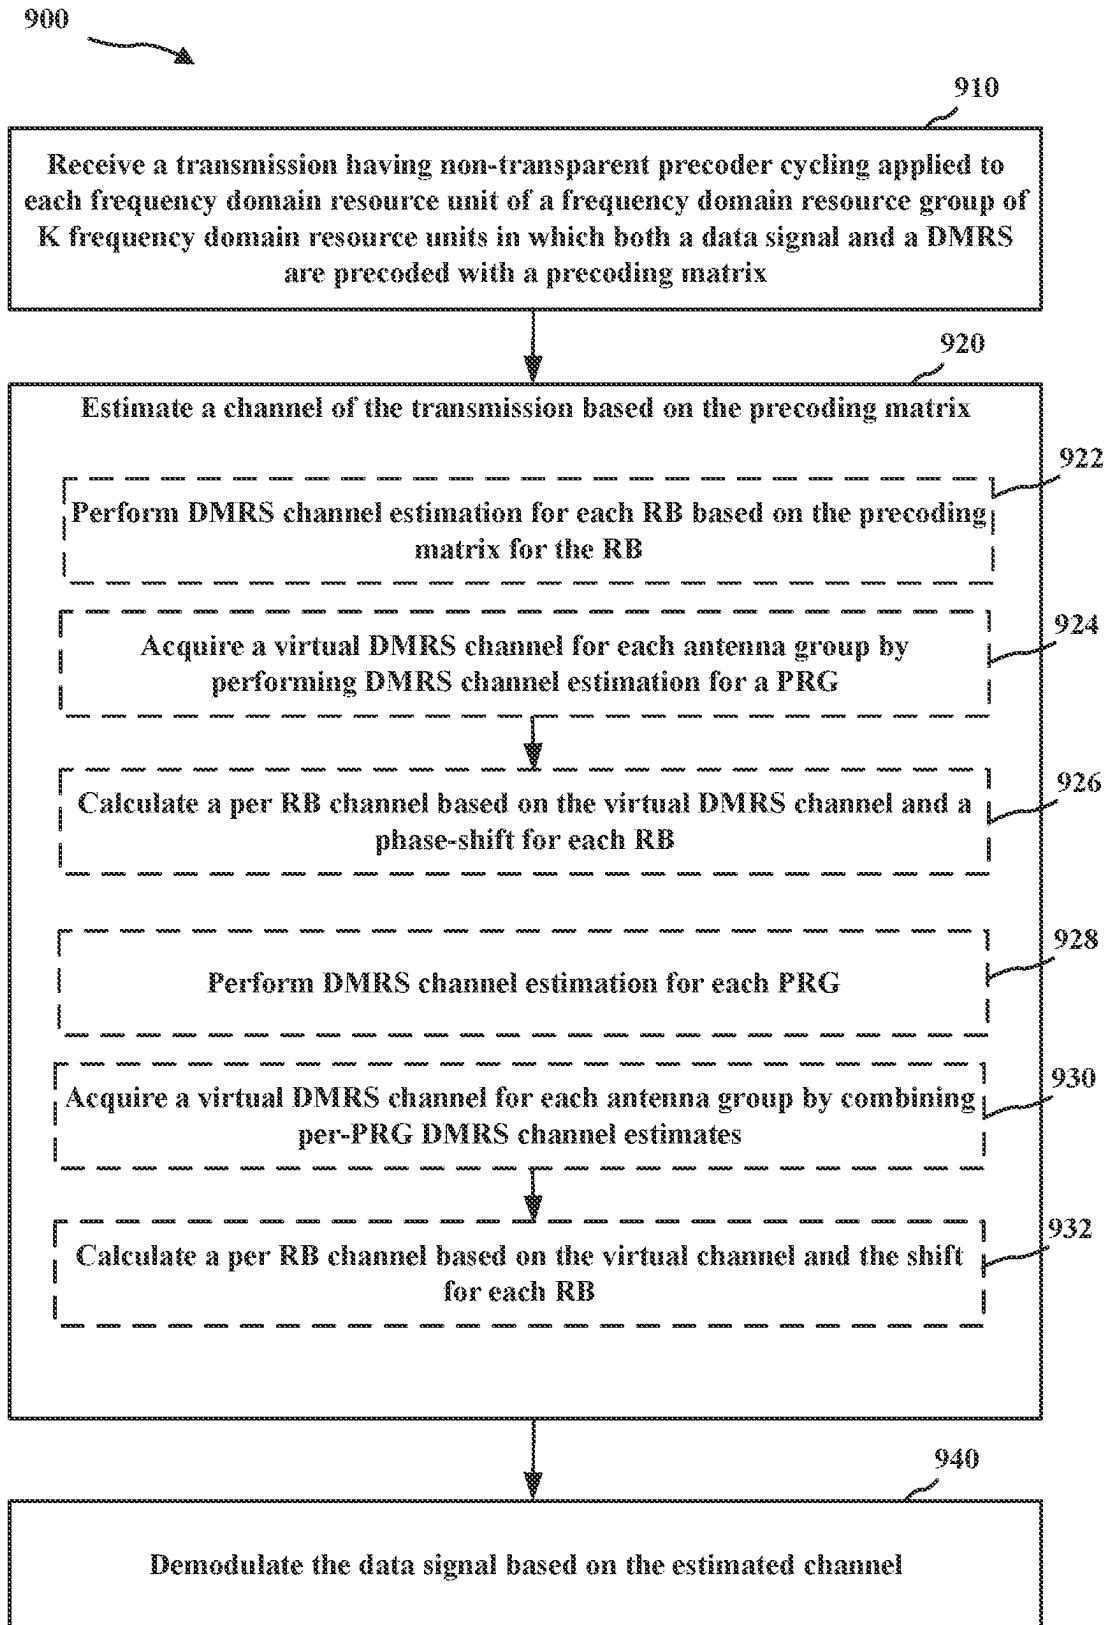 900
910
Receive a transmission having non-transparent precoder cycling applied to
each frequency domain resource unit of a frequency domain resource group of
K frequency domain resource units in which both a data signal and a DMRS
are precoded with a precoding matrix
920
Estimate a channel of the transmission based on the precoding matrix
922
Perform DMRS channel estimation for each RB based on the precoding
matrix for the RB
924
Acquire a virtual DMRS channel for each antenna group by
performing DMRS channel estimation for a PRG
926
Calculate a per RB channel based on the virtual DMRS channel and a
phase-shift for each RB
928
Perform DMRS channel estimation for each PRG
930
Acquire a virtual DMRS channel for each antenna group by combining
per-PRG DMRS channel estimates
932
Calculate a per RB channel based on the virtual channel and the shift
for each RB
940
Demodulate the data signal based on the estimated channel